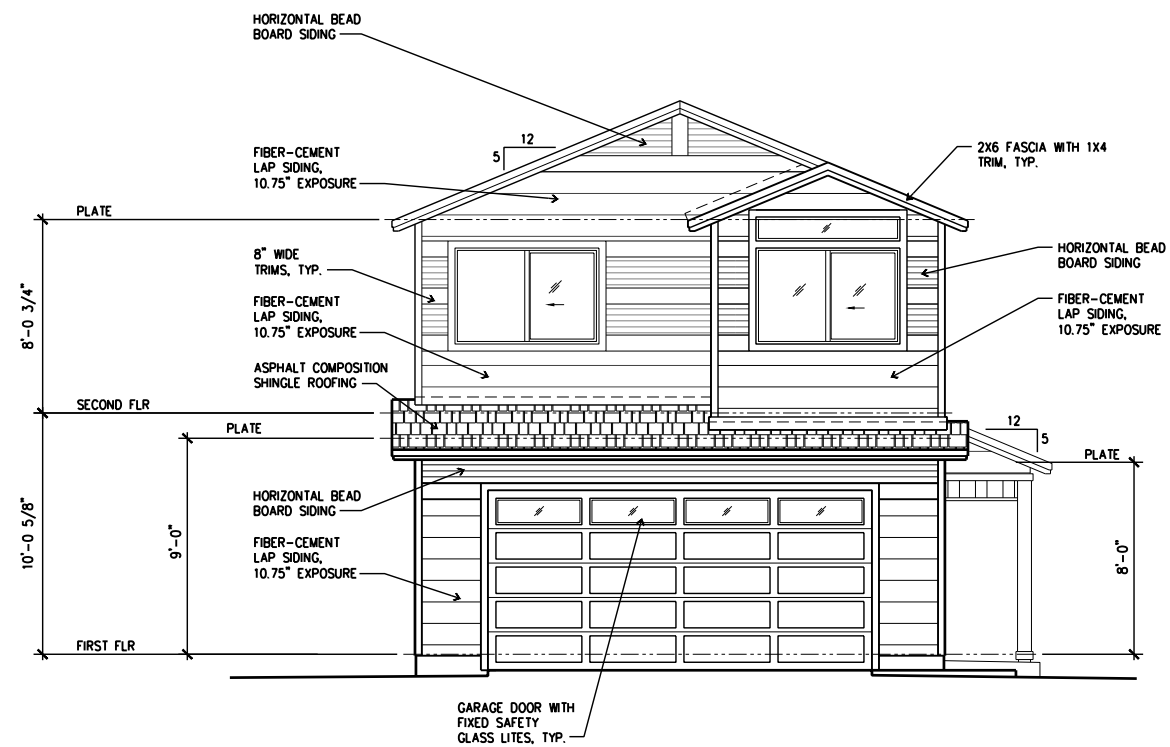 HORIZONTAL BEAD
BOARD SIDING
12
5
FIBER-CEMENT
LAP SIDING,
10.75" EXPOSURE
2X6 FASCIA WITH 1X4
TRIM, TYP.
PLATE
8" WIDE
TRIMS, TYP.
HORIZONTAL BEAD
BOARD SIDING
8'-0 3/4"
FIBER-CEMENT
LAP SIDING,
10.75" EXPOSURE
FIBER-CEMENT
LAP SIDING,
10.75" EXPOSURE
ASPHALT COMPOSITION
SHINGLE ROOFING
SECOND FLR
PLATE
12
5
PLATE
HORIZONTAL BEAD
BOARD SIDING
10'-0 5/8"
9'-0"
8'-0"
FIBER-CEMENT
LAP SIDING,
10.75" EXPOSURE
FIRST FLR
GARAGE DOOR WITH
FIXED SAFETY
GLASS LITES, TYP.